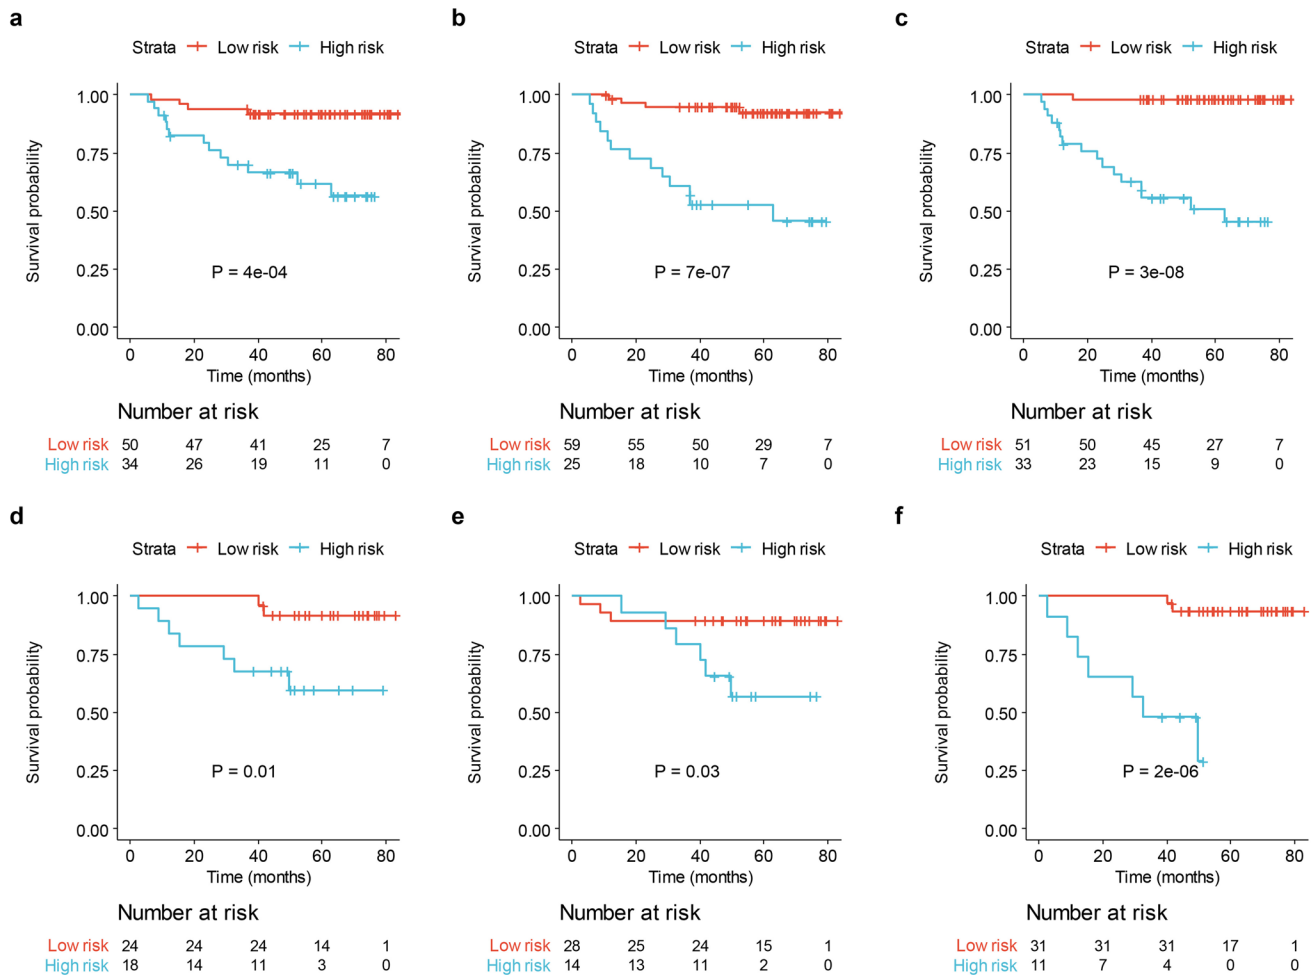 a
Strata Low risk High risk
Survival probability
1.00
0.75
0.50
0.25
0.00
P = 4e-04
0 20 40 60 80
Time (months)
Number at risk
Low risk 50 47 41 25 7
High risk 34 26 19 11 0
b
Strata Low risk High risk
Survival probability
1.00
0.75
0.50
0.25
0.00
P = 7e-07
0 20 40 60 80
Time (months)
Number at risk
Low risk 59 55 50 29 7
High risk 25 18 10 7 0
c
Strata Low risk High risk
Survival probability
1.00
0.75
0.50
0.25
0.00
P = 3e-08
0 20 40 60 80
Time (months)
Number at risk
Low risk 51 50 45 27 7
High risk 33 23 15 9 0
d
Strata Low risk High risk
Survival probability
1.00
0.75
0.50
0.25
0.00
P = 0.01
0 20 40 60 80
Time (months)
Number at risk
Low risk 24 24 24 14 1
High risk 18 14 11 3 0
e
Strata Low risk High risk
Survival probability
1.00
0.75
0.50
0.25
0.00
P = 0.03
0 20 40 60 80
Time (months)
Number at risk
Low risk 28 25 24 15 1
High risk 14 13 11 2 0
f
Strata Low risk High risk
Survival probability
1.00
0.75
0.50
0.25
0.00
P = 2e-06
0 20 40 60 80
Time (months)
Number at risk
Low risk 31 31 31 17 1
High risk 11 7 4 0 0